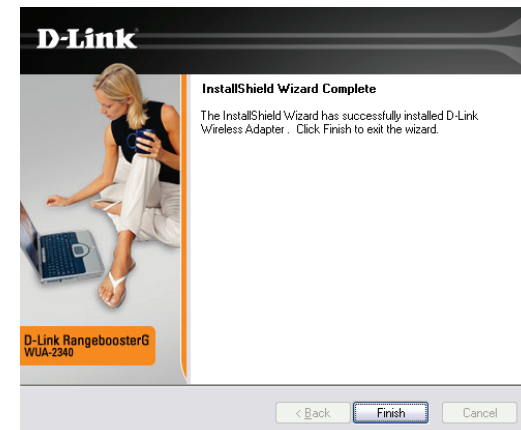 D-Link
InstallShield Wizard Complete
The InstallShield Wizard has successfully installed D-Link
Wireless Adapter . Click Finish to exit the wizard.
D-Link RangeboosterG
WUA-2340
< Back Finish Cancel